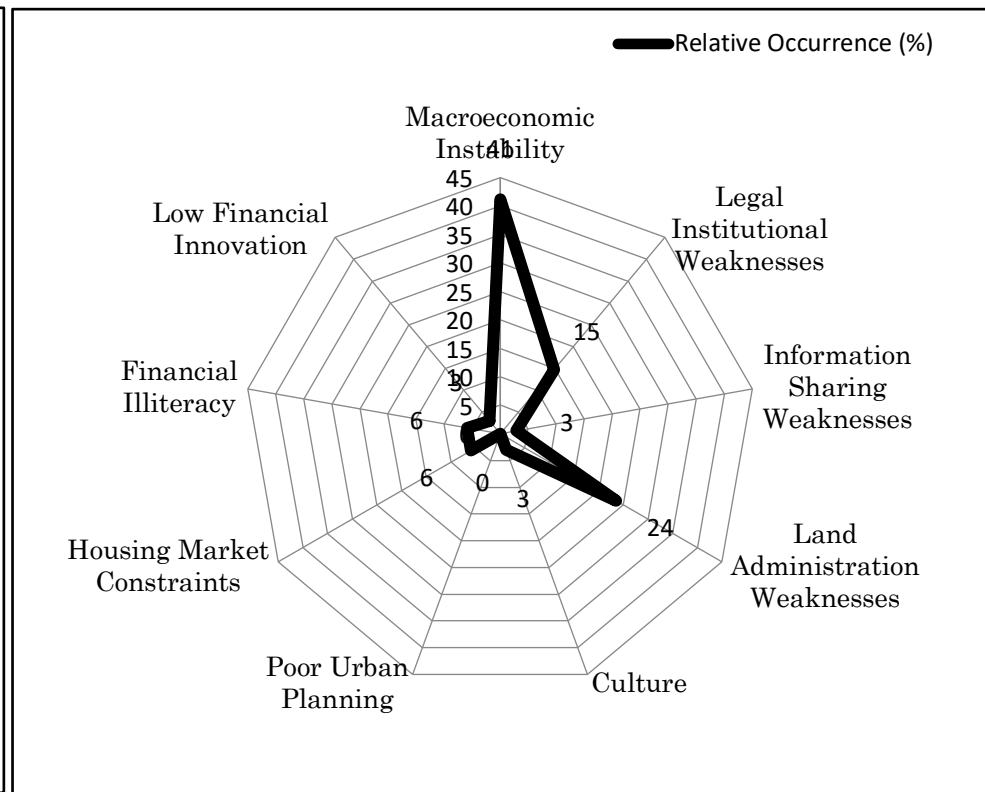 Relative Occurrence (%)
Macroeconomic
Instability
41
45
40
35
30
25
20
15
10
5
Legal
Institutional
Weaknesses
15
Information
Sharing
Weaknesses
3
Land
Administration
Weaknesses
24
Culture
3
Poor Urban
Planning
0
Housing Market
Constraints
6
Financial
Illiteracy
6
Low Financial
Innovation
3